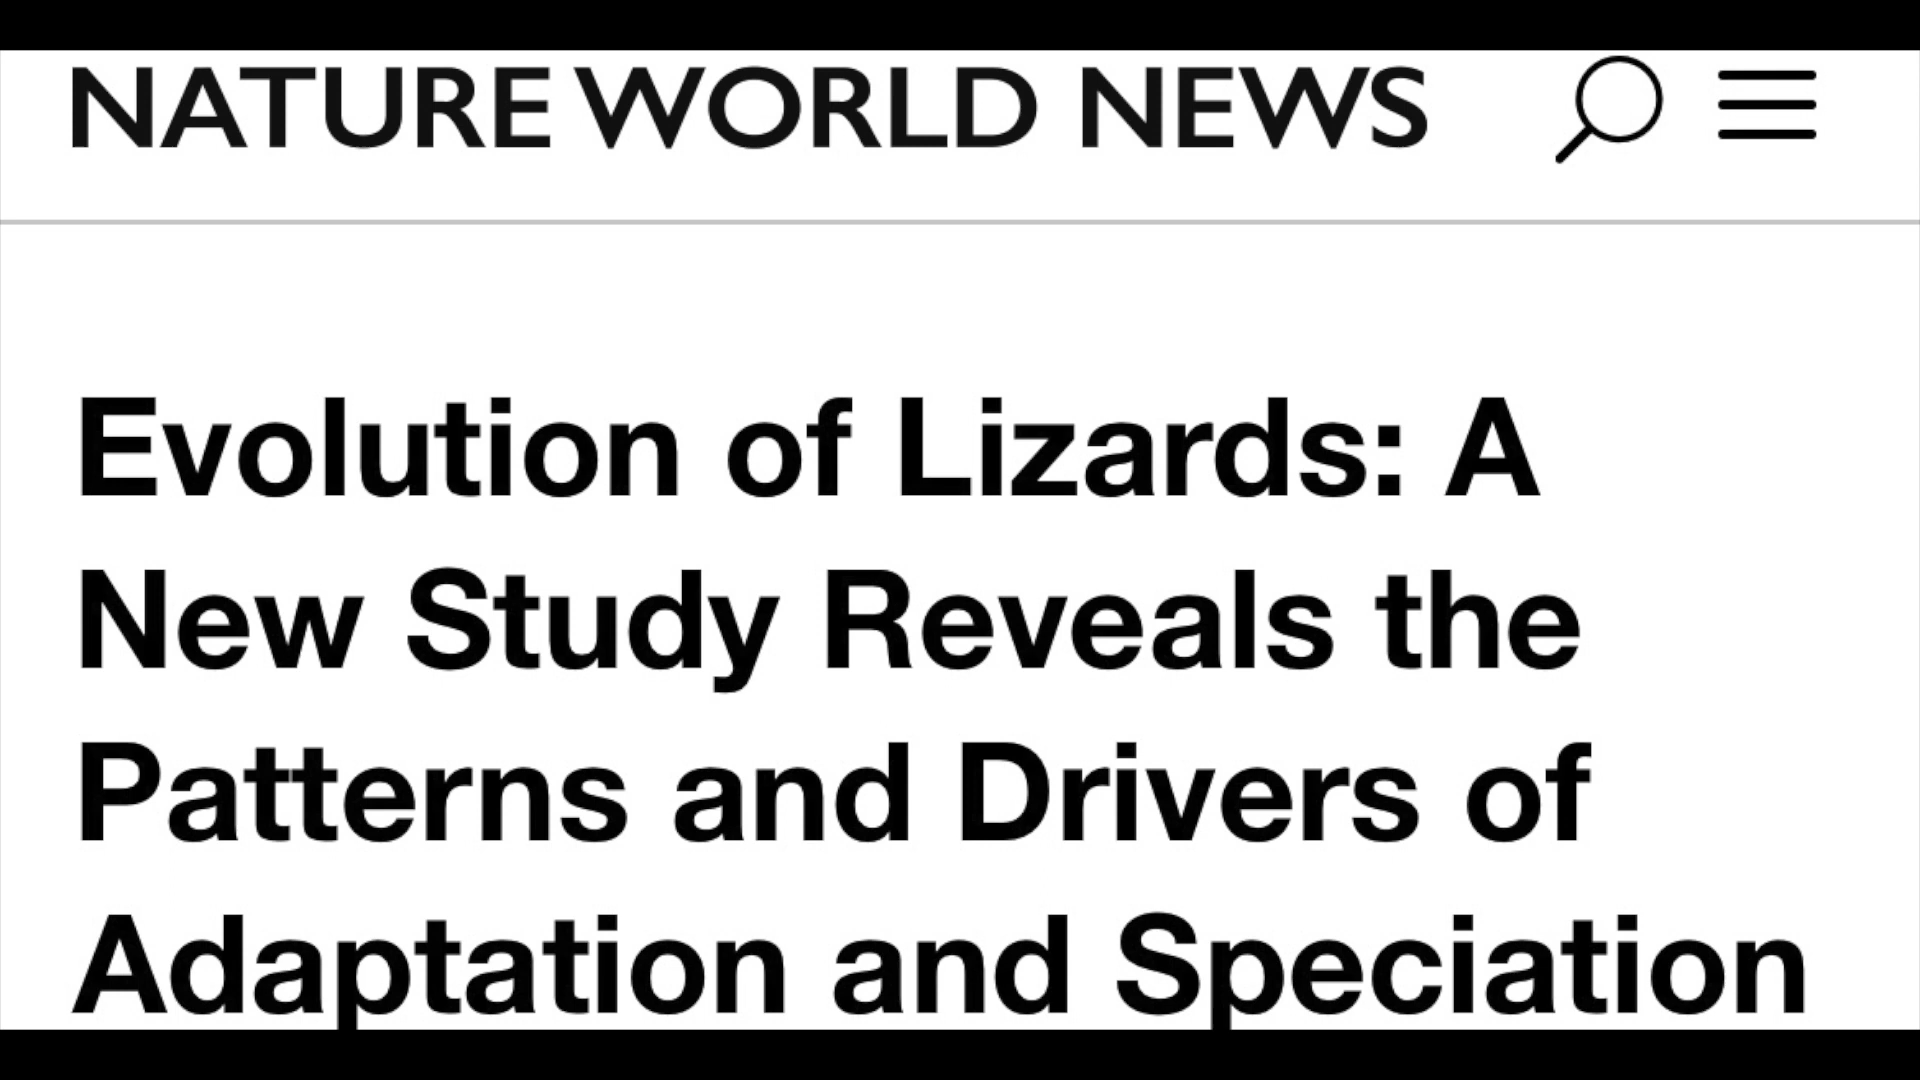 NATURE WORLD NEWS
Evolution of Lizards: A
New Study Reveals the
Patterns and Drivers of
Adaptation and Speciation